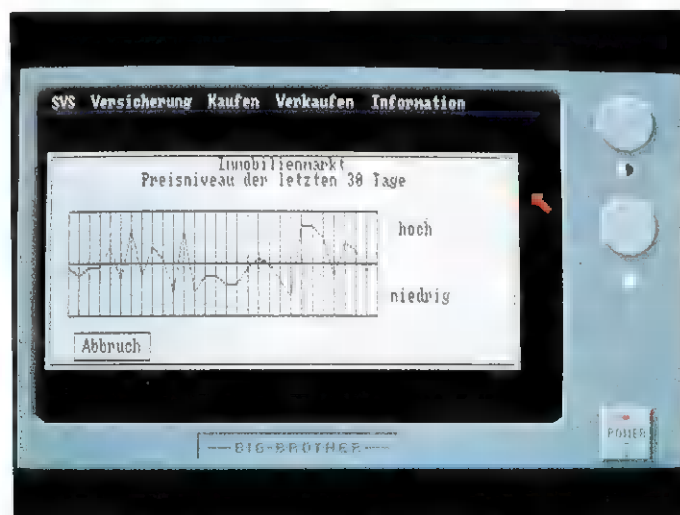 SVS Versicherung Kaufen Verkaufen Information
Immobilienmarkt
Preisniveau der letzten 30 Tage
hoch
niedrig
Abbruch
BIG-BROTHER
POWER